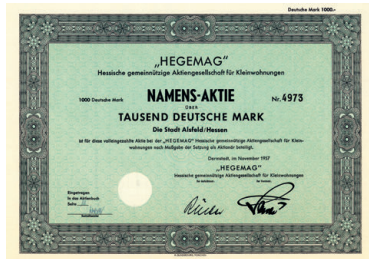 Deutsche Mark 1000,-
„HEGEMAG“
Hessische gemeinnützige Aktiengesellschaft für Kleinwohnungen
1000 Deutsche Mark NAMENS-AKTIE Nr. 4973
ÜBER
TAUSEND DEUTSCHE MARK
Die Stadt Alsfeld/Hessen
ist für diese volleingezahlte Aktie bei der „HEGEMAG“ Hessische gemeinnützige Aktiengesellschaft für Klein-
wohnungen nach Maßgabe der Satzung als Aktionär beteiligt.
Darmstadt, im November 1957
„HEGEMAG“
Hessische gemeinnützige Aktiengesellschaft für Kleinwohnungen
Eingetragen
in das Aktienbuch
Seite